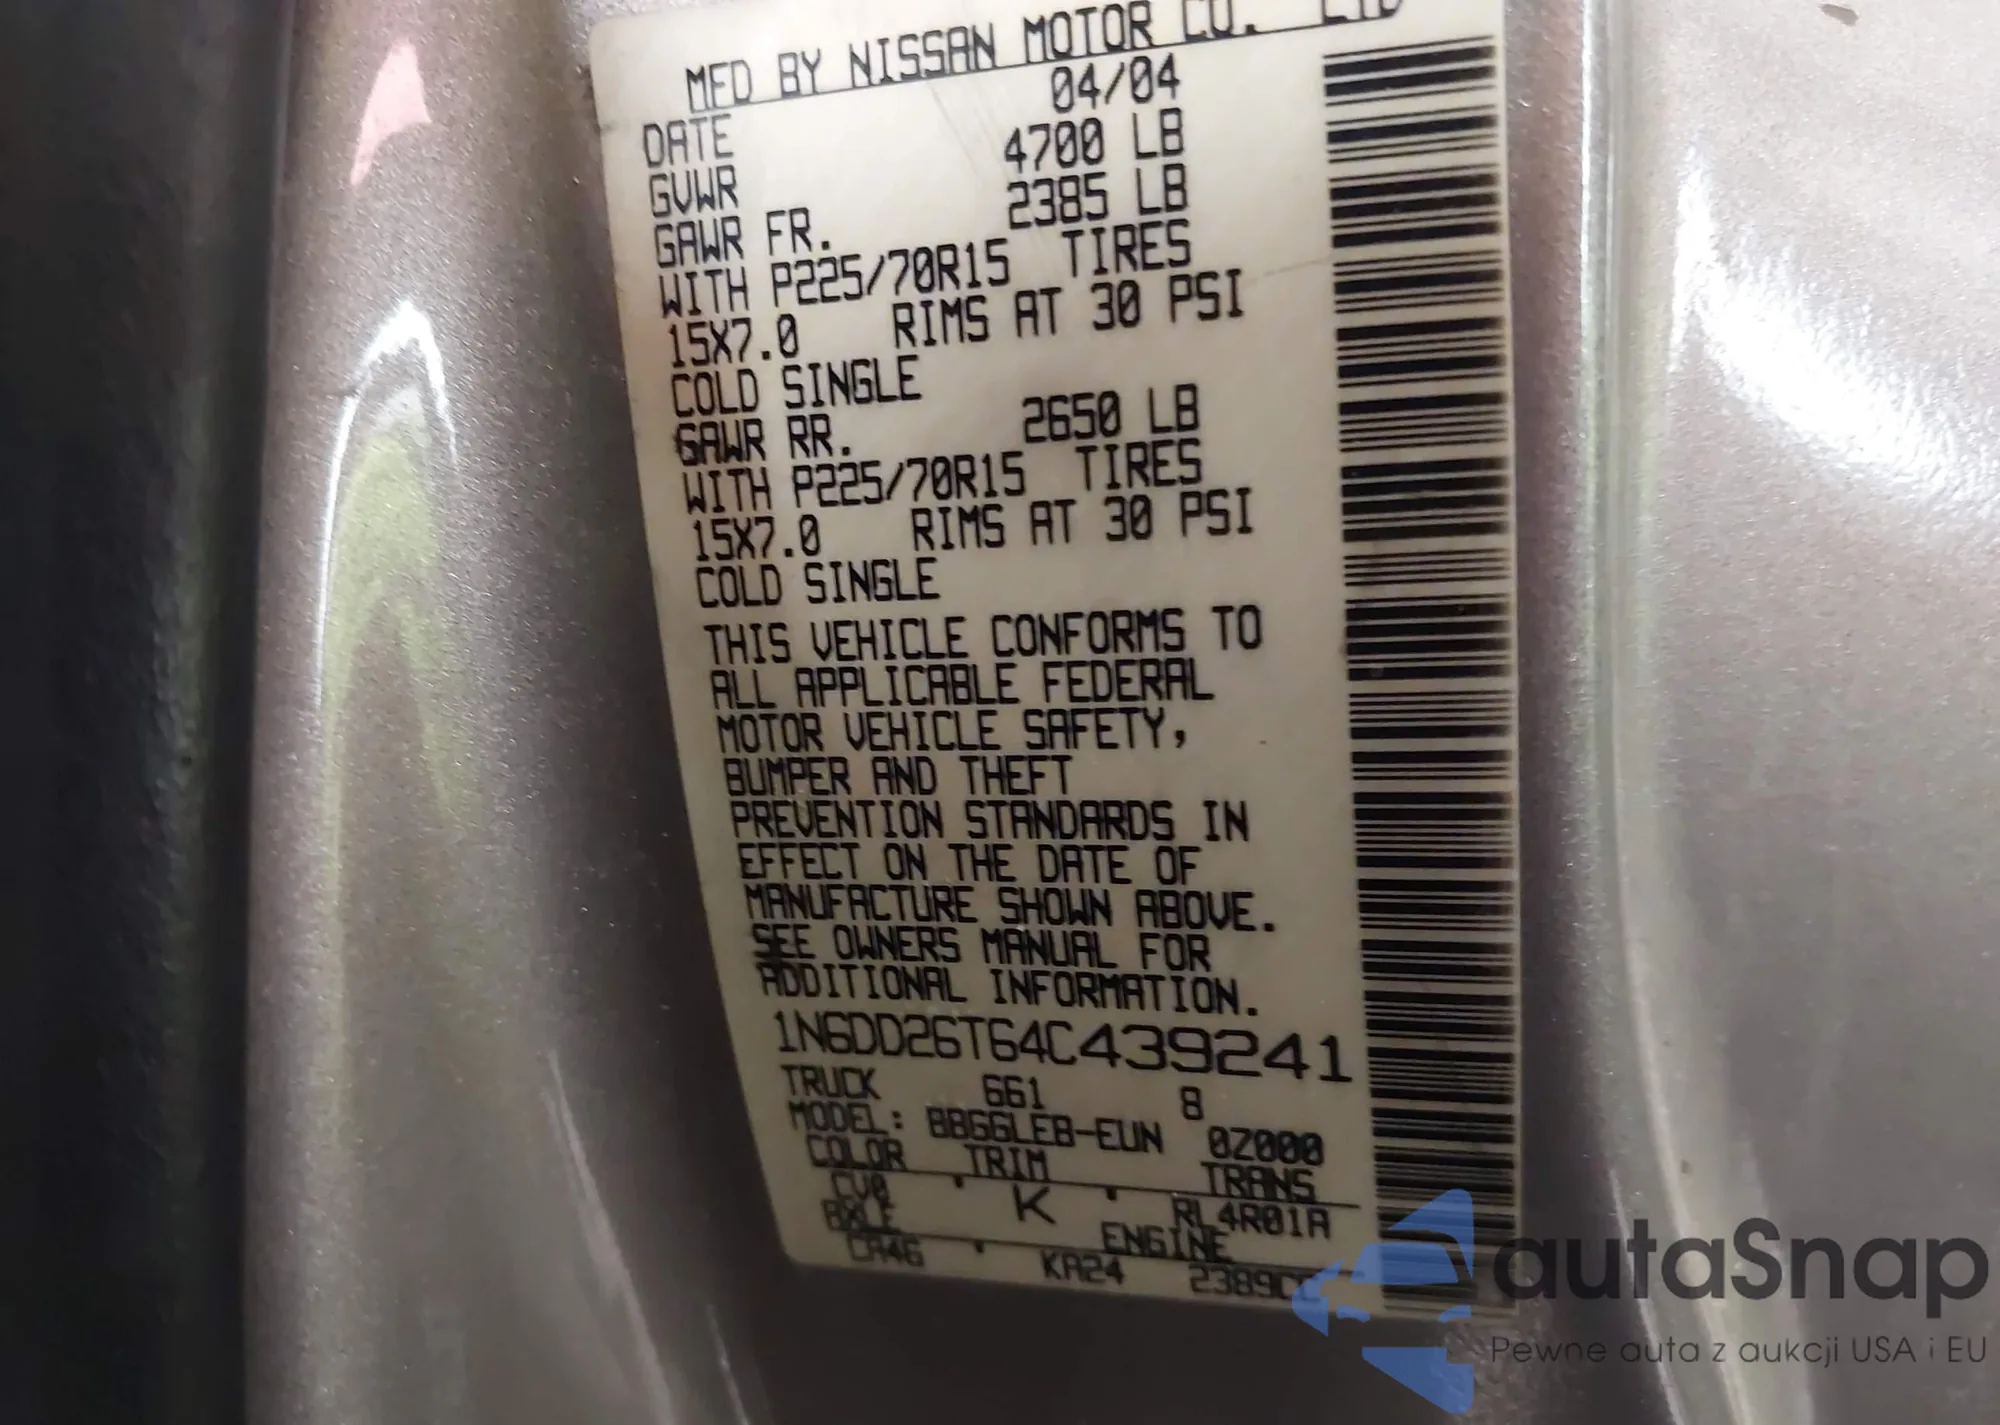 MFD BY NISSAN MOTOR CO. LTD
DATE 04/04
GVWR 4700 LB
GAWR FR. 2385 LB
WITH P225/70R15 TIRES
15X7.0 RIMS AT 30 PSI
COLD SINGLE
GAWR RR. 2650 LB
WITH P225/70R15 TIRES
15X7.0 RIMS AT 30 PSI
COLD SINGLE
THIS VEHICLE CONFORMS TO
ALL APPLICABLE FEDERAL
MOTOR VEHICLE SAFETY,
BUMPER AND THEFT
PREVENTION STANDARDS IN
EFFECT ON THE DATE OF
MANUFACTURE SHOWN ABOVE.
SEE OWNERS MANUAL FOR
ADDITIONAL INFORMATION.
1N6DD26T64C439241
TRUCK 661 8
MODEL: BBGGLEB-EUN 0Z000
COLOR TRIM TRANS
CV0 K RL4R01A
AXLE ENGINE
CA46 KA24 2389CC
autaSnap
Pewne auta z aukcji USA i EU